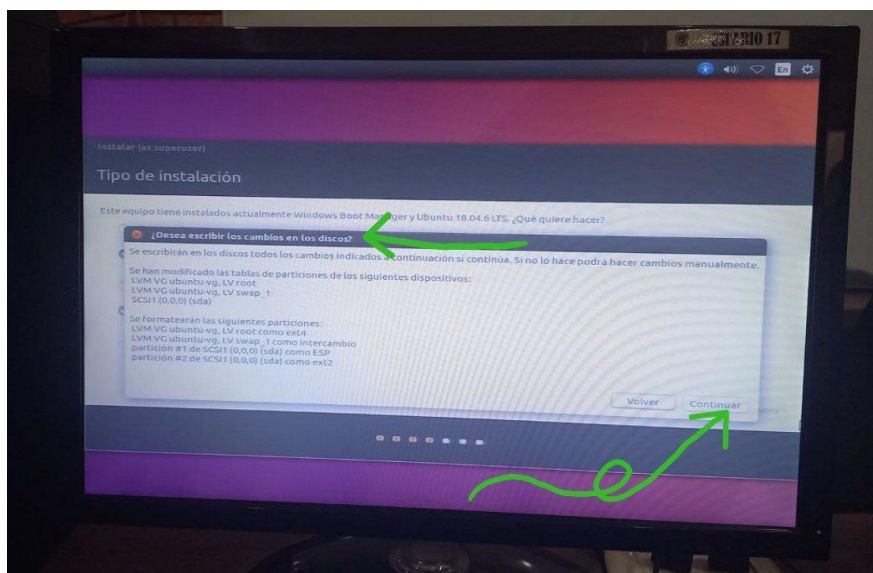 USUARIO 17
En
Instalar (as superuser)
Tipo de instalación
Este equipo tiene instalados actualmente Windows Boot Manager y Ubuntu 18.04.6 LTS. ¿Qué quiere hacer?
¿Desea escribir los cambios en los discos?
Se escribirán en los discos todos los cambios indicados a continuación si continúa. Si no lo hace podrá hacer cambios manualmente.
Se han modificado las tablas de particiones de los siguientes dispositivos:
LVM VG ubuntu-vg, LV root
LVM VG ubuntu-vg, LV swap_1
SCSI1 (0,0,0) (sda)
Se formatearán las siguientes particiones:
LVM VG ubuntu-vg, LV root como ext4
LVM VG ubuntu-vg, LV swap_1 como intercambio
partición #1 de SCSI1 (0,0,0) (sda) como ESP
partición #2 de SCSI1 (0,0,0) (sda) como ext2
Volver Continuar